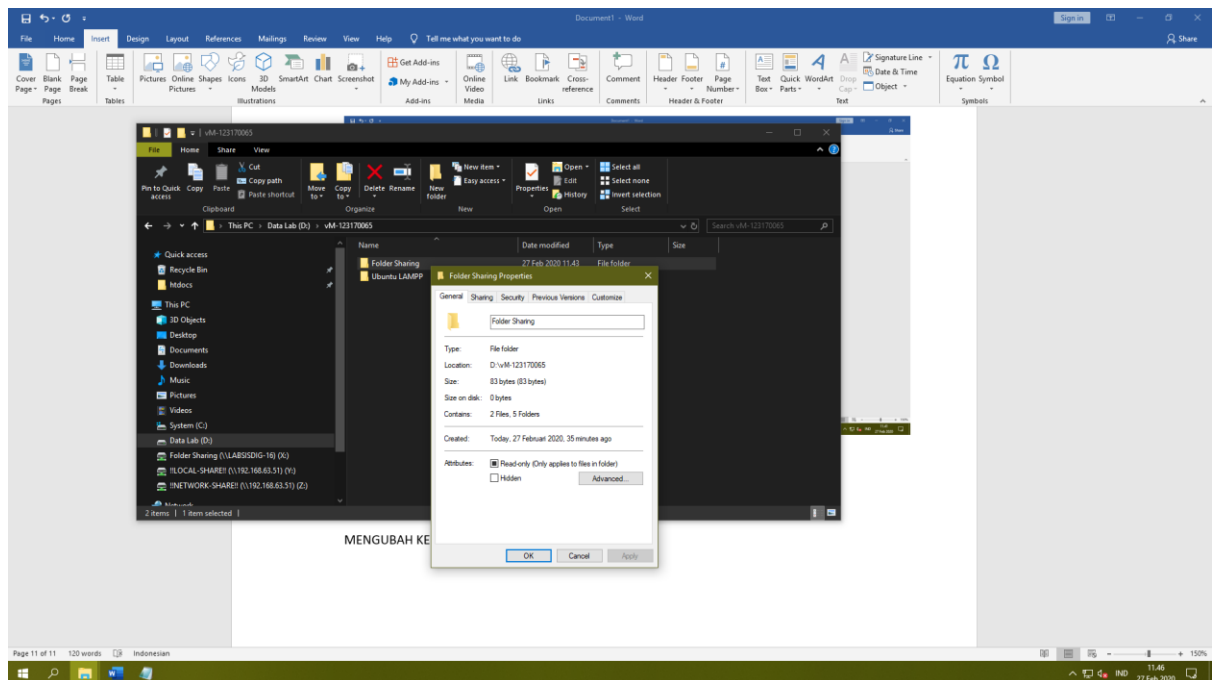 Document1 - Word
Sign in
File Home Insert Design Layout References Mailings Review View Help Tell me what you want to do
Share
Cover Page
Blank Page
Page Break
Pages
Table
Tables
Pictures
Online Pictures
Shapes
Icons
3D Models
SmartArt
Chart
Screenshot
Illustrations
Get Add-ins
My Add-ins
Add-ins
Online Video
Media
Link
Bookmark
Cross-reference
Links
Comment
Comments
Header
Footer
Page Number
Header & Footer
Text Box
Quick Parts
WordArt
Drop Cap
Signature Line
Date & Time
Object
Text
Equation
Symbol
Symbols
vM-123170065
File Home Share View
Pin to Quick access
Copy
Paste
Cut
Copy path
Paste shortcut
Clipboard
Move to
Copy to
Delete
Rename
Organize
New folder
New item
Easy access
New
Properties
Open
Edit
History
Open
Select all
Select none
Invert selection
Select
This PC > Data Lab (D:) > vM-123170065
Search vM-123170065
Name Date modified Type Size
Folder Sharing 27 Feb 2020 11.43 File folder
Ubuntu LAMPP
Quick access
Recycle Bin
htdocs
This PC
3D Objects
Desktop
Documents
Downloads
Music
Pictures
Videos
System (C:)
Data Lab (D:)
Folder Sharing (\\LABSISDIG-16) (X:)
!!LOCAL-SHARE!! (\\192.168.63.51) (Y:)
!!NETWORK-SHARE!! (\\192.168.63.51) (Z:)
Network
2 items 1 item selected
Folder Sharing Properties
General Sharing Security Previous Versions Customize
Folder Sharing
Type: File folder
Location: D:\vM-123170065
Size: 83 bytes (83 bytes)
Size on disk: 0 bytes
Contains: 2 Files, 5 Folders
Created: Today, 27 Februari 2020, 35 minutes ago
Attributes: Read-only (Only applies to files in folder)
Hidden
Advanced...
OK Cancel Apply
MENGUBAH KE
Page 11 of 11 120 words Indonesian
150%
IND
11.46
27 Feb 2020